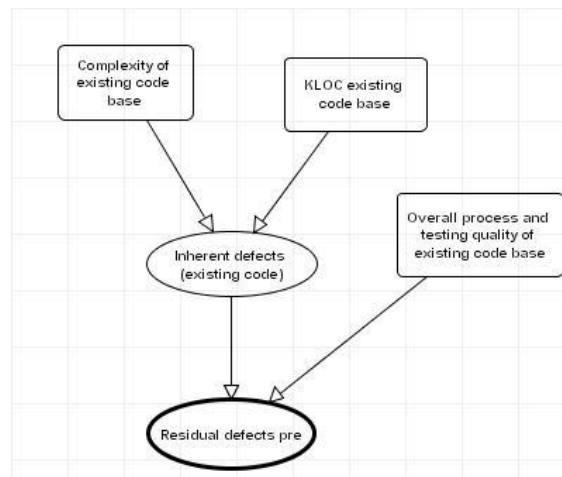 Complexity of
existing code
base
KLOC existing
code base
Overall process and
testing quality of
existing code base
Inherent defects
(existing code)
Residual defects pre